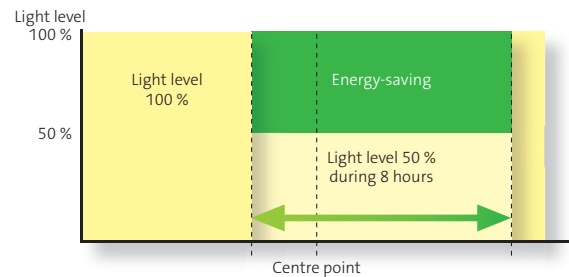 Light level
100 %
Light level
100 %
Energy-saving
50 %
Light level 50 %
during 8 hours
Centre point